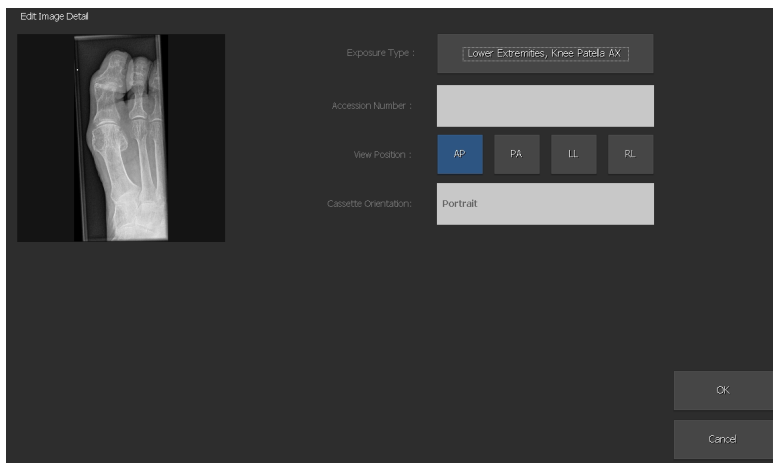 Edit Image Detail
Exposure Type :
Lower Extremities, Knee Patella AX
Accession Number :
View Position :
AP
PA
LL
RL
Cassette Orientation:
Portrait
OK
Cancel